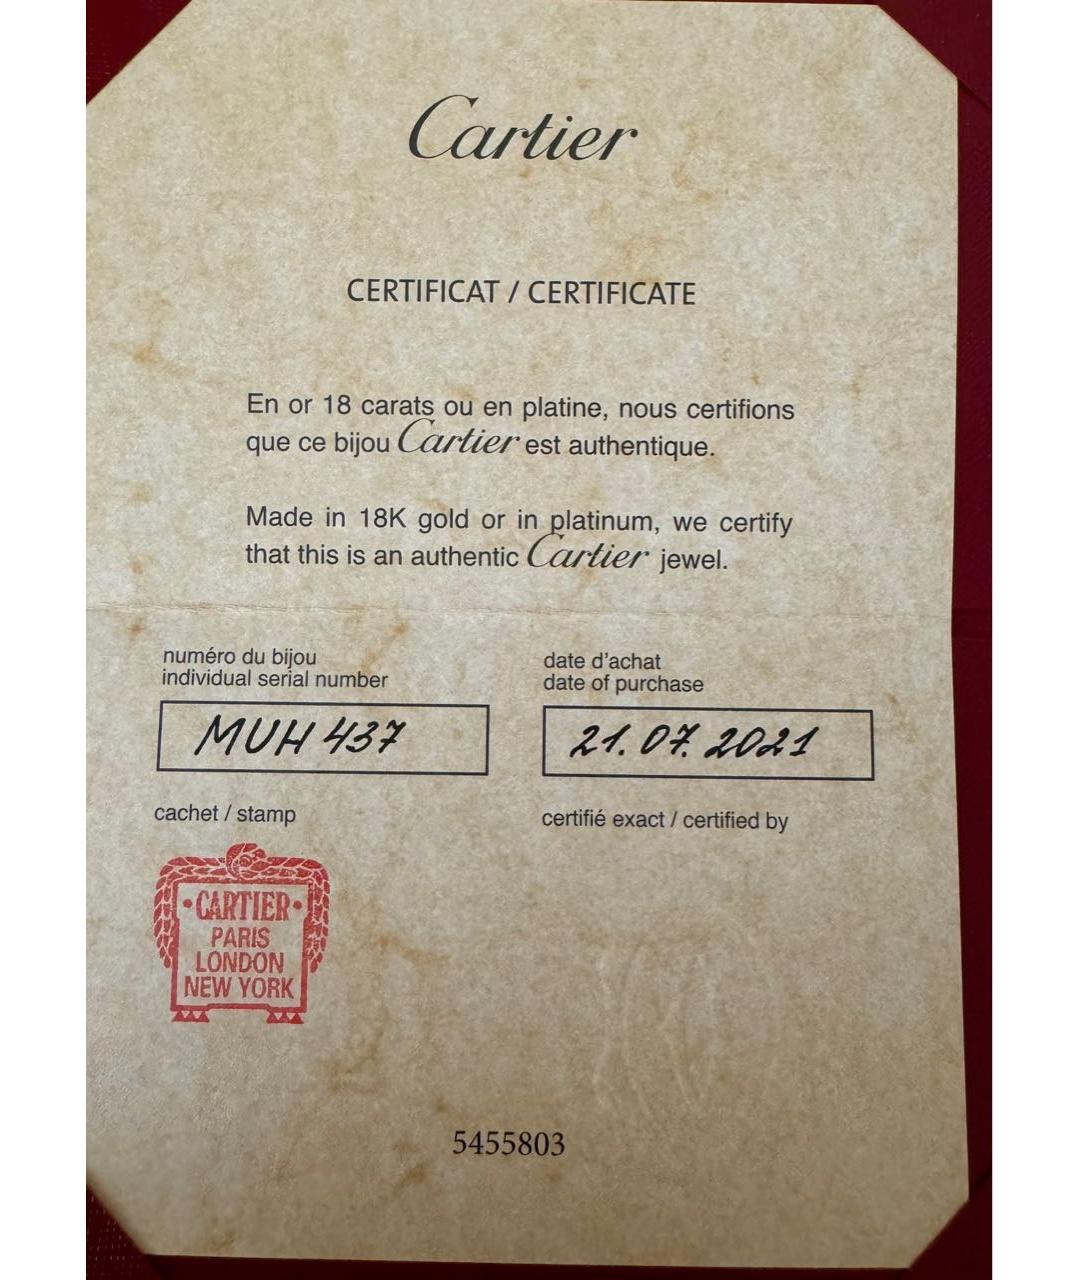 Cartier
CERTIFICAT / CERTIFICATE
En or 18 carats ou en platine, nous certifions
que ce bijou Cartier est authentique.
Made in 18K gold or in platinum, we certify
that this is an authentic Cartier jewel.
numéro du bijou
individual serial number
MUH 437
date d'achat
date of purchase
21.07.2021
cachet / stamp
certifié exact / certified by
•CARTIER•
PARIS
LONDON
NEW YORK
5455803